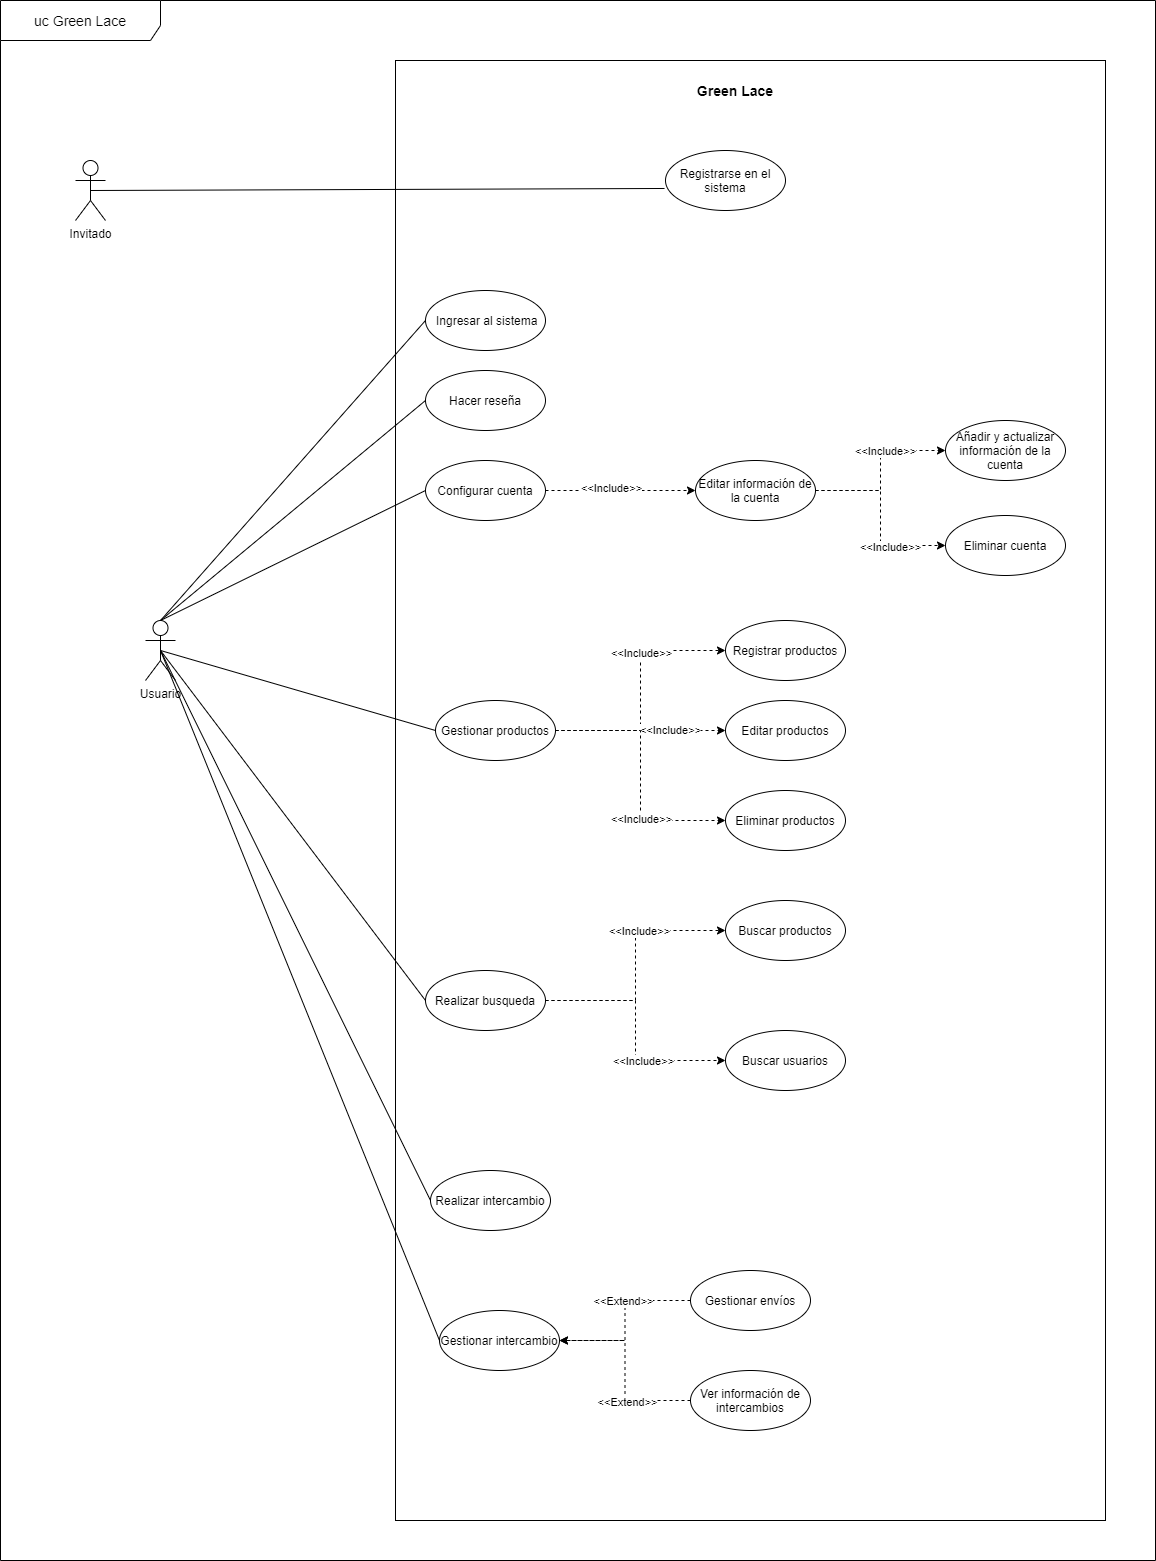 uc Green Lace
Green Lace
Registrarse en el
sistema
Invitado
Ingresar al sistema
Hacer reseña
Configurar cuenta
<<Include>>
Editar información de
la cuenta
<<Include>>
Añadir y actualizar
información de la
cuenta
<<Include>>
Eliminar cuenta
Usuario
Gestionar productos
<<Include>>
Registrar productos
<<Include>>
Editar productos
<<Include>>
Eliminar productos
Realizar busqueda
<<Include>>
Buscar productos
<<Include>>
Buscar usuarios
Realizar intercambio
Gestionar intercambio
<<Extend>>
Gestionar envíos
<<Extend>>
Ver información de
intercambios